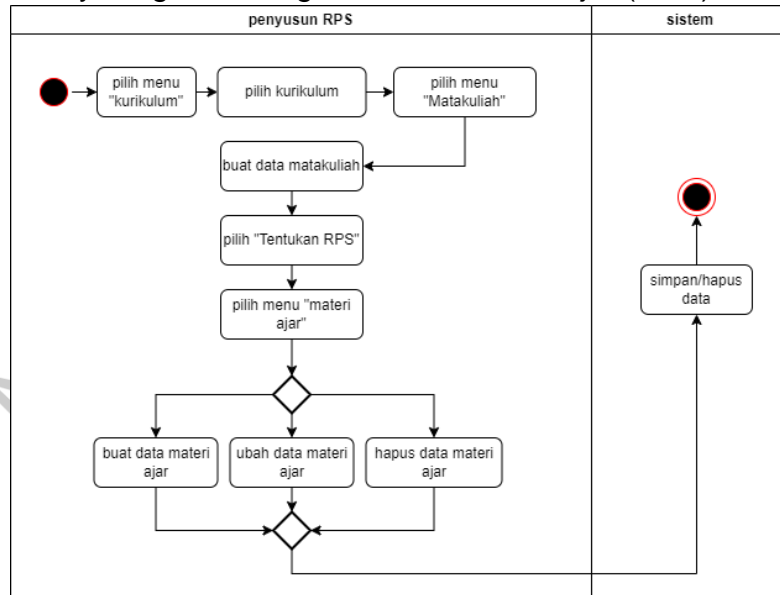 penyusun RPS
sistem
pilih menu
"kurikulum"
pilih kurikulum
pilih menu
"Matakuliah"
buat data matakuliah
pilih "Tentukan RPS"
pilih menu "materi
ajar"
simpan/hapus
data
buat data materi
ajar
ubah data materi
ajar
hapus data materi
ajar